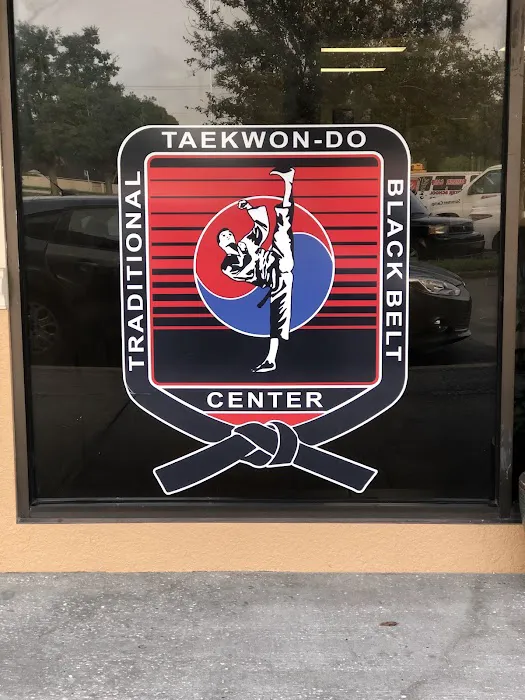 TAEKWON-DO
TRADITIONAL
BLACK BELT
CENTER